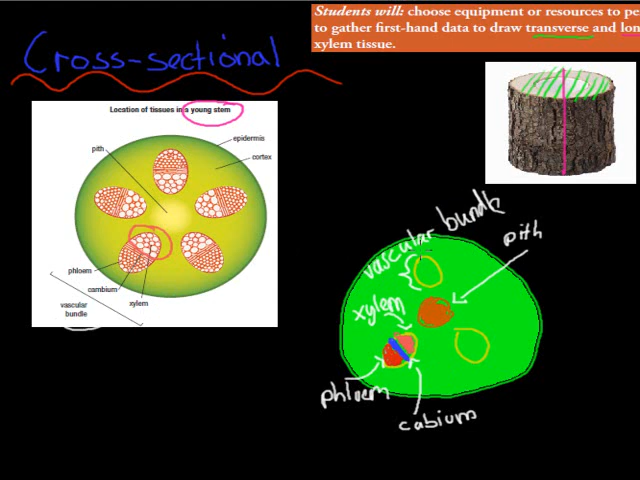 Students will: choose equipment or resources to pe
to gather first-hand data to draw transverse and lon
xylem tissue.
Cross-sectional
Location of tissues in a young stem
epidermis
pith
cortex
phloem
cambium
xylem
vascular
bundle
vascular bundle
pith
xylem
phloem
cabium